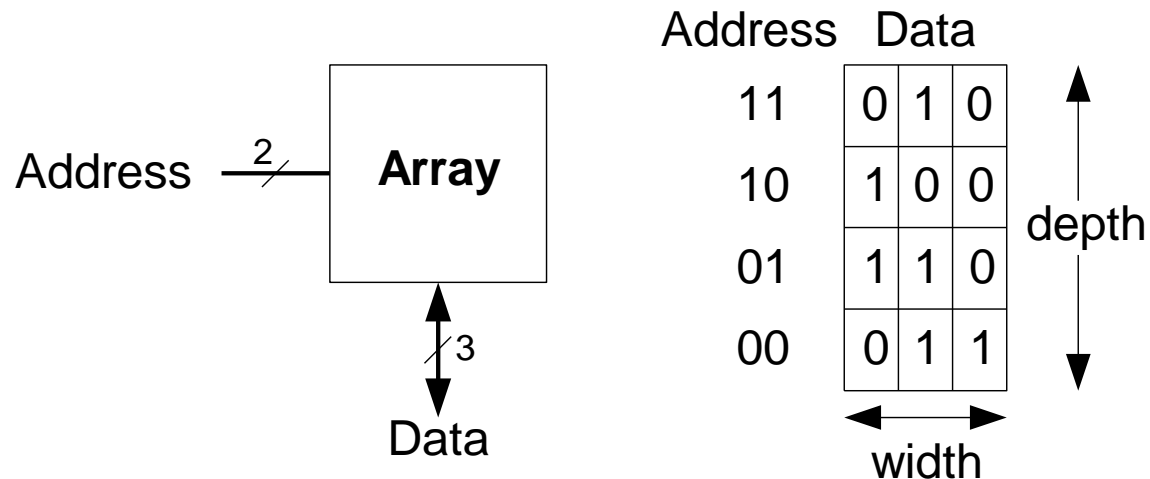 Address
2
Array
3
Data
Address Data
11 0 1 0
10 1 0 0
01 1 1 0
00 0 1 1
depth
width